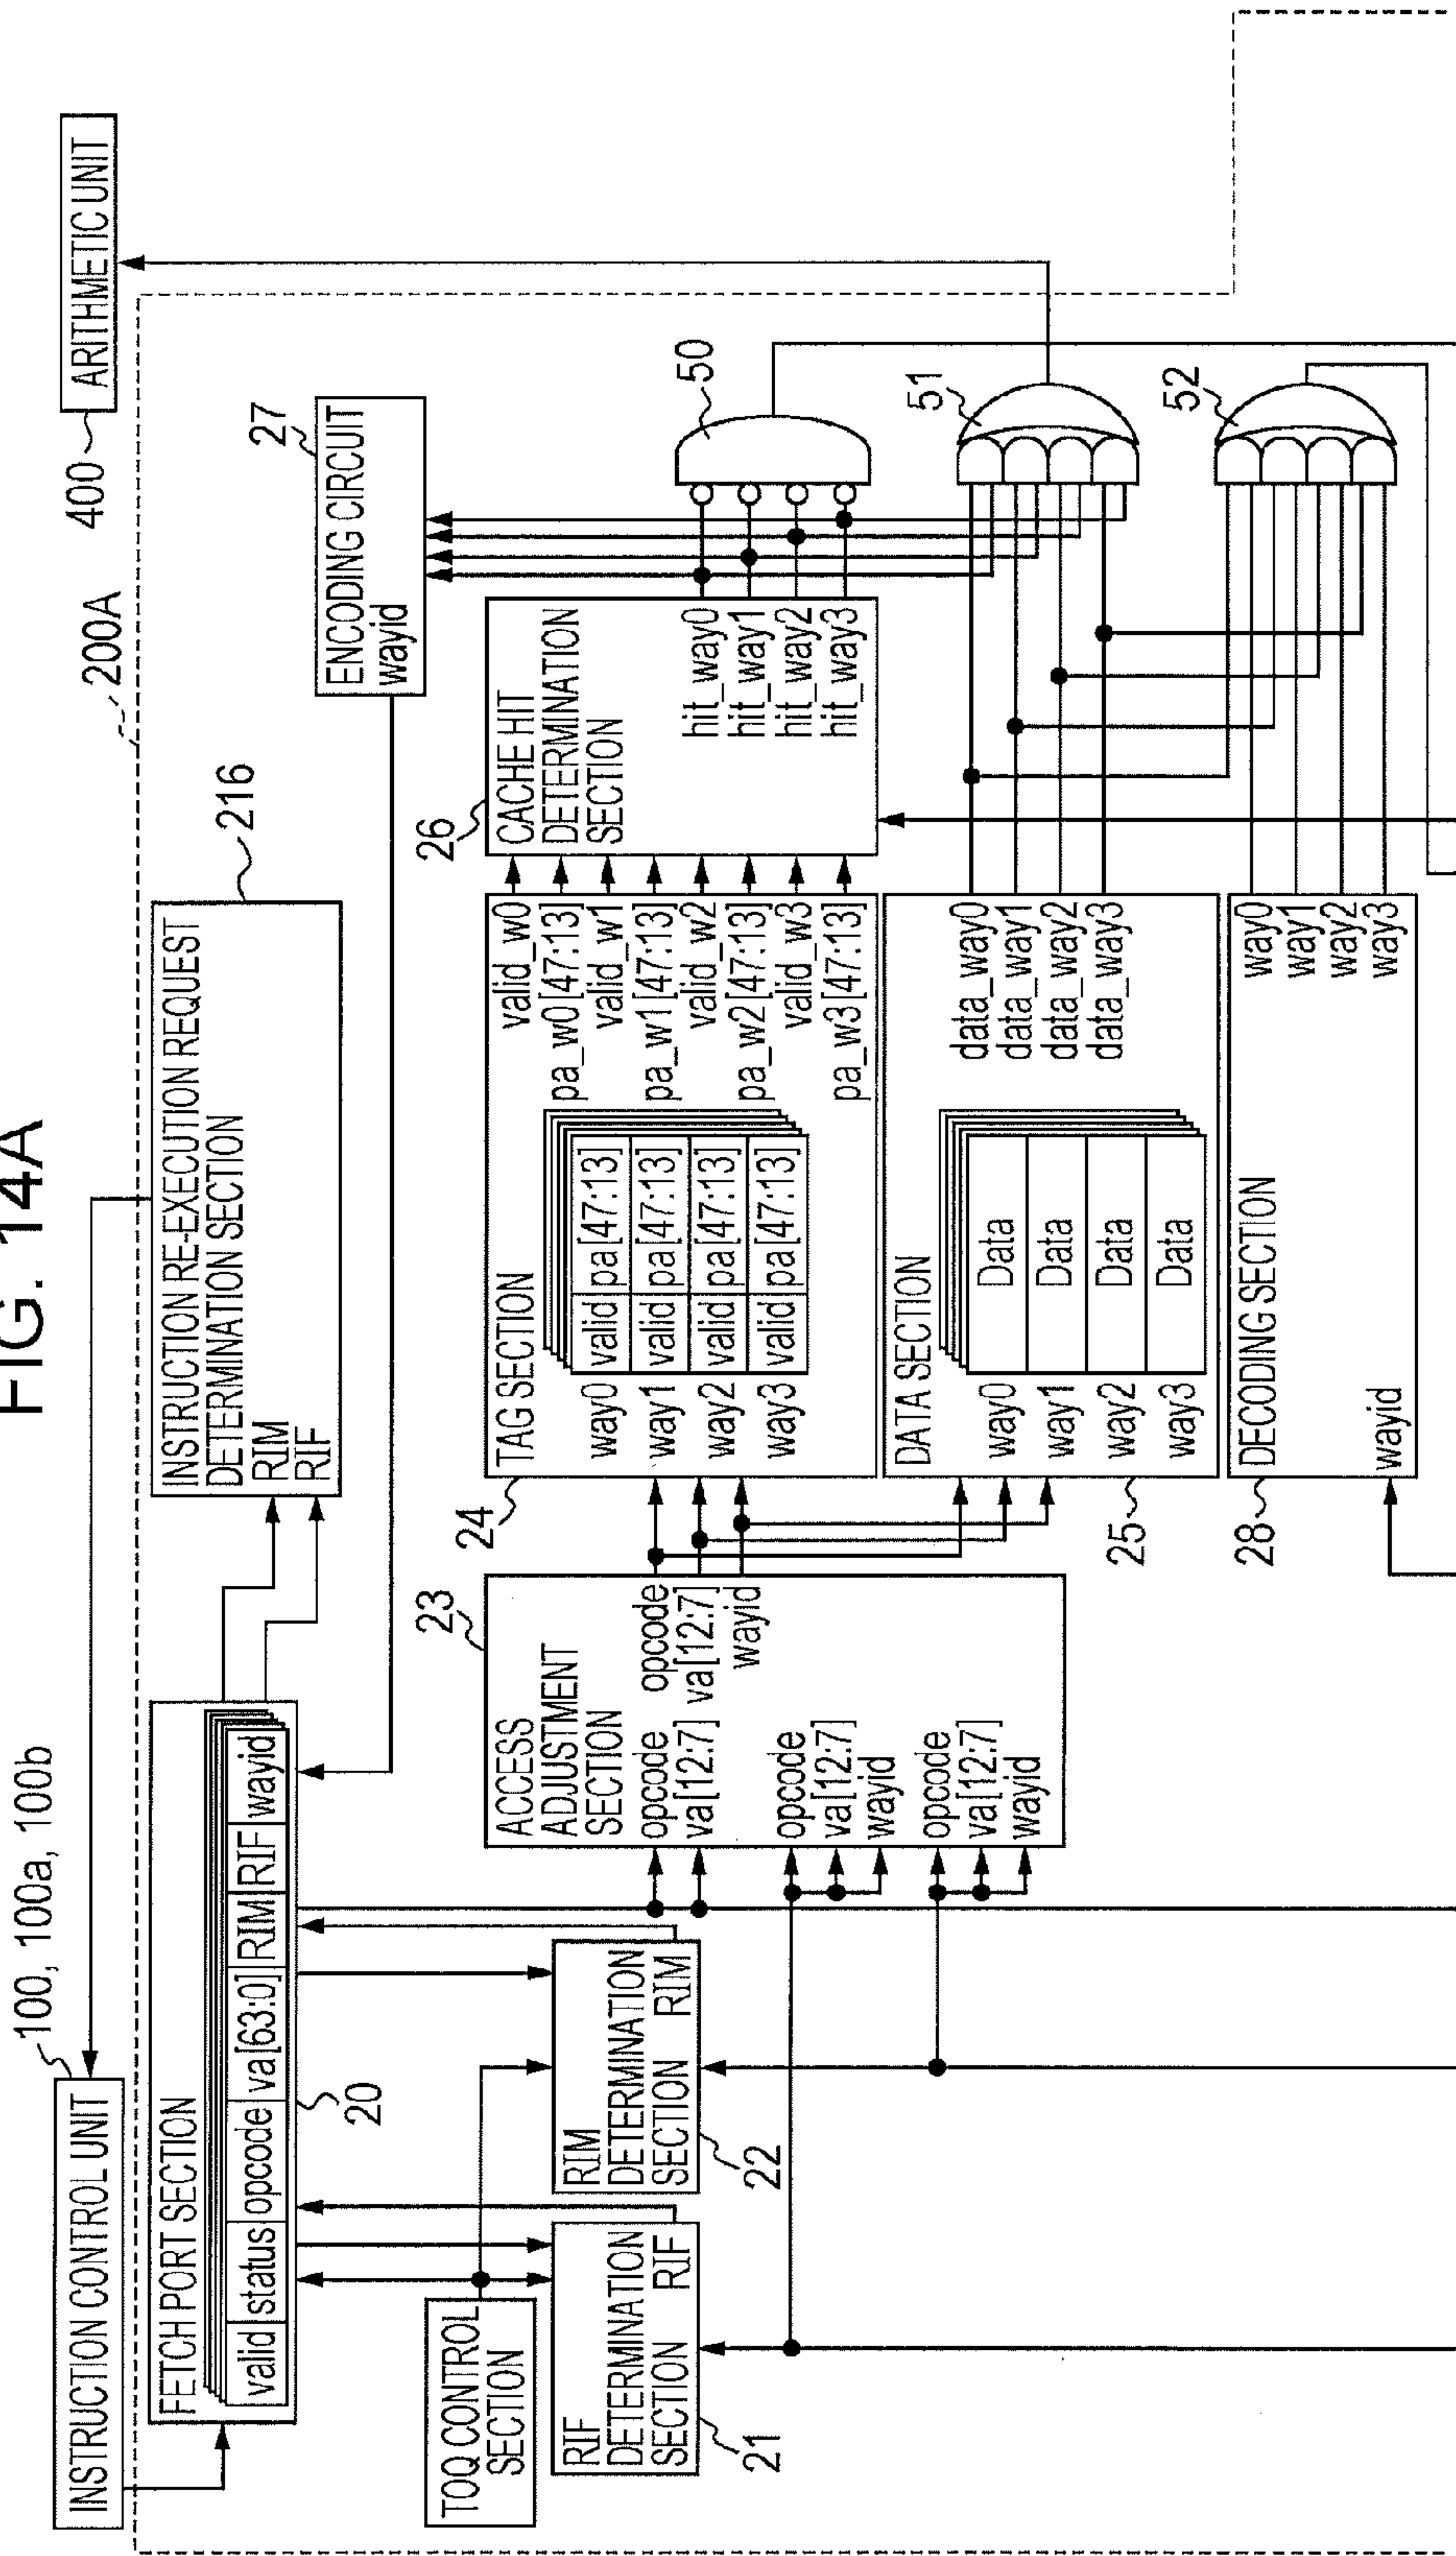 FIG. 14A
INSTRUCTION CONTROL UNIT
100, 100a, 100b
400
ARITHMETIC UNIT
200A
FETCH PORT SECTION
valid status opcode va[63:0] RIM RIF wayid
20
INSTRUCTION RE-EXECUTION REQUEST
DETERMINATION SECTION
RIM
RIF
216
ENCODING CIRCUIT
wayid
27
TOQ CONTROL
SECTION
RIF
DETERMINATION
SECTION RIF
21
RIM
DETERMINATION
SECTION RIM
22
ACCESS
ADJUSTMENT
SECTION
opcode
va[12:7]
opcode
va[12:7]
wayid
opcode
va[12:7]
wayid
opcode
va[12:7]
wayid
23
TAG SECTION
way0 valid pa[47:13]
way1 valid pa[47:13]
way2 valid pa[47:13]
way3 valid pa[47:13]
valid_w0
pa_w0[47:13]
valid_w1
pa_w1[47:13]
valid_w2
pa_w2[47:13]
valid_w3
pa_w3[47:13]
24
CACHE HIT
DETERMINATION
SECTION
hit_way0
hit_way1
hit_way2
hit_way3
26
50
DATA SECTION
way0 Data
way1 Data
way2 Data
way3 Data
data_way0
data_way1
data_way2
data_way3
25
51
DECODING SECTION
wayid
way0
way1
way2
way3
28
52